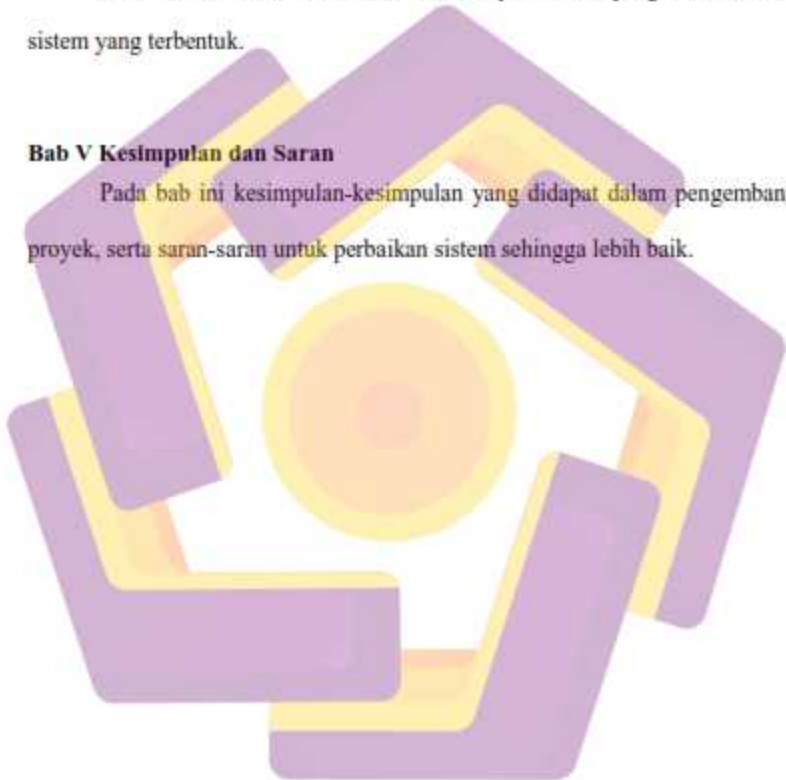 sistem yang terbentuk.
Bab V Kesimpulan dan Saran
Pada bab ini kesimpulan-kesimpulan yang didapat dalam pengemban
proyek, serta saran-saran untuk perbaikan sistem sehingga lebih baik.